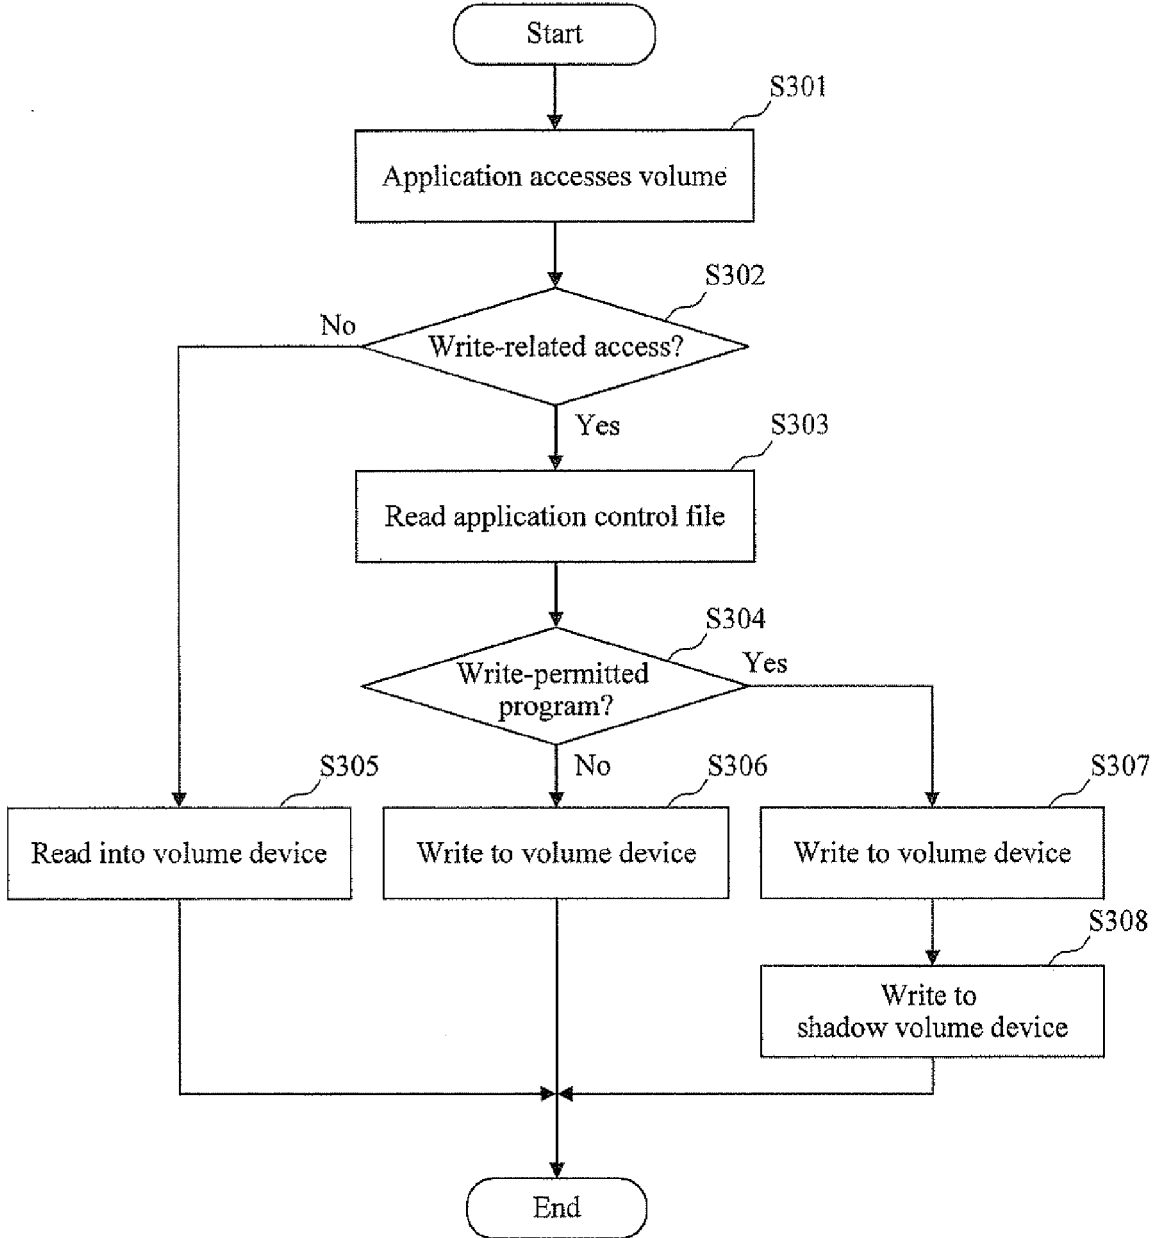 Start
S301
Application accesses volume
S302
No
Write-related access?
Yes
S303
Read application control file
S304
Yes
Write-permitted
program?
No
S305
S306
S307
Read into volume device
Write to volume device
Write to volume device
S308
Write to
shadow volume device
End